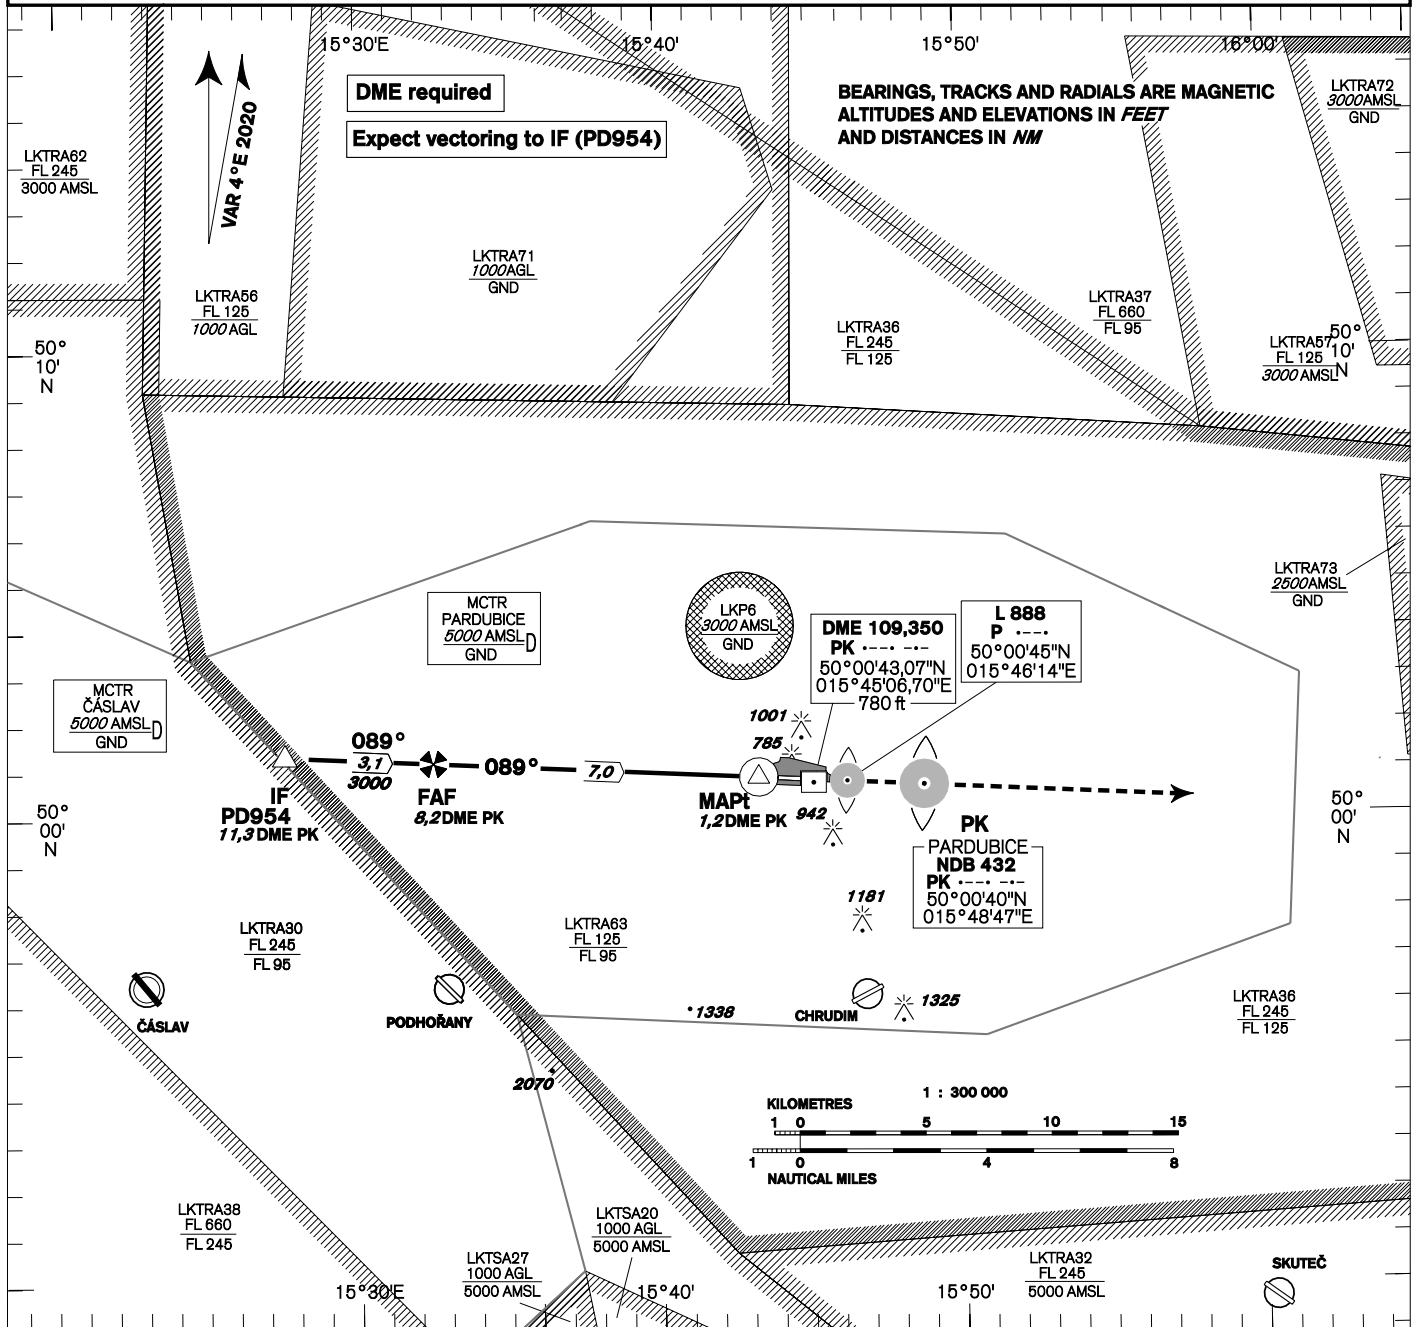 15°30'E
15°40'
15°50'
16°00'
DME required
Expect vectoring to IF (PD954)
BEARINGS, TRACKS AND RADIALS ARE MAGNETIC
ALTITUDES AND ELEVATIONS IN FEET
AND DISTANCES IN NM
LKTRA72
3000 AMSL
GND
VAR 4°E 2020
LKTRA62
FL 245
3000 AMSL
LKTRA71
1000 AGL
GND
LKTRA56
FL 125
1000 AGL
LKTRA37
FL 660
FL 95
LKTRA36
FL 245
FL 125
LKTRA57
FL 125
3000 AMSL
50°
10'
N
50°
10'
N
LKTRA73
2500 AMSL
GND
MCTR
PARDUBICE
5000 AMSL D
GND
LKP6
3000 AMSL
GND
DME 109,350
PK ·--· -·-
50°00'43,07"N
015°45'06,70"E
780 ft
L 888
P ·--·
50°00'45"N
015°46'14"E
MCTR
ČÁSLAV
5000 AMSL D
GND
1001
785
089°
3,1
3000
089°
7,0
IF
PD954
11,3 DME PK
FAF
8,2 DME PK
MAPt
1,2 DME PK
942
50°
00'
N
50°
00'
N
PK
PARDUBICE
NDB 432
PK ·--· -·-
50°00'40"N
015°48'47"E
1181
LKTRA30
FL 245
FL 95
LKTRA63
FL 125
FL 95
ČÁSLAV
PODHOŘANY
1338
CHRUDIM
1325
LKTRA36
FL 245
FL 125
2070
1 : 300 000
KILOMETRES
1 0 5 10 15
1 0 4 8
NAUTICAL MILES
LKTRA38
FL 660
FL 245
LKTSA20
1000 AGL
5000 AMSL
LKTSA27
1000 AGL
5000 AMSL
LKTRA32
FL 245
5000 AMSL
SKUTEČ
15°30'E
15°40'
15°50'